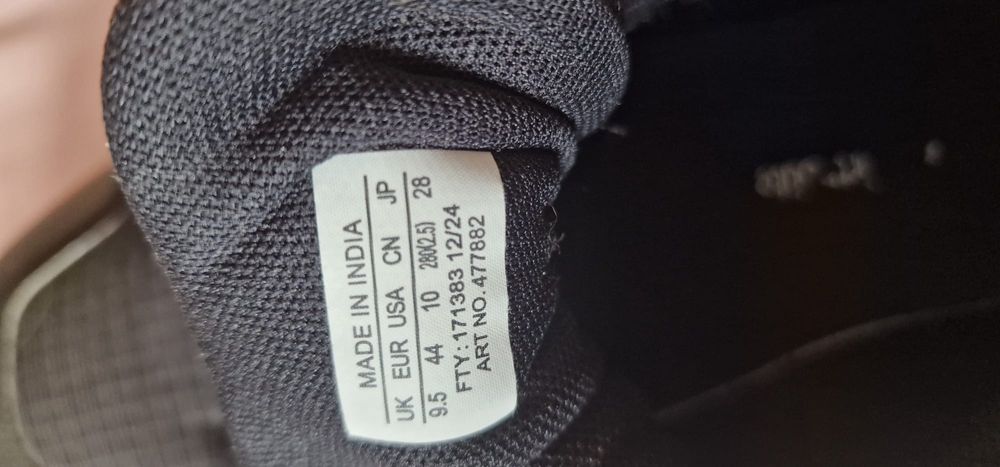 MADE IN INDIA
UK EUR USA CN JP
9.5 44 10 280(2.5) 28
FTY: 171383 12/24
ART NO. 477882